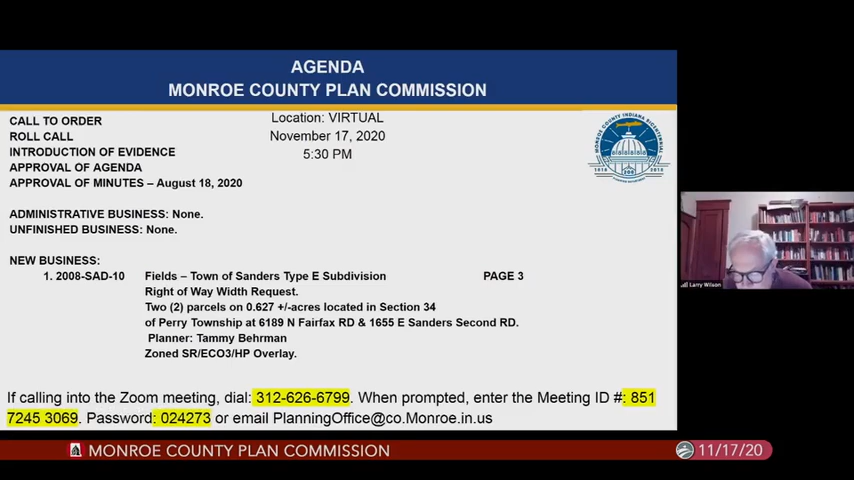 AGENDA
MONROE COUNTY PLAN COMMISSION
CALL TO ORDER
ROLL CALL
INTRODUCTION OF EVIDENCE
APPROVAL OF AGENDA
APPROVAL OF MINUTES – August 18, 2020
Location: VIRTUAL
November 17, 2020
5:30 PM
ADMINISTRATIVE BUSINESS: None.
UNFINISHED BUSINESS: None.
NEW BUSINESS:
1. 2008-SAD-10 Fields – Town of Sanders Type E Subdivision PAGE 3
Right of Way Width Request.
Two (2) parcels on 0.627 +/-acres located in Section 34
of Perry Township at 6189 N Fairfax RD & 1655 E Sanders Second RD.
Planner: Tammy Behrman
Zoned SR/ECO3/HP Overlay.
If calling into the Zoom meeting, dial: 312-626-6799. When prompted, enter the Meeting ID #: 851
7245 3069. Password: 024273 or email PlanningOffice@co.Monroe.in.us
MONROE COUNTY INDIANA BICENTENNIAL
1818
2018
Larry Wilson
MONROE COUNTY PLAN COMMISSION
11/17/20